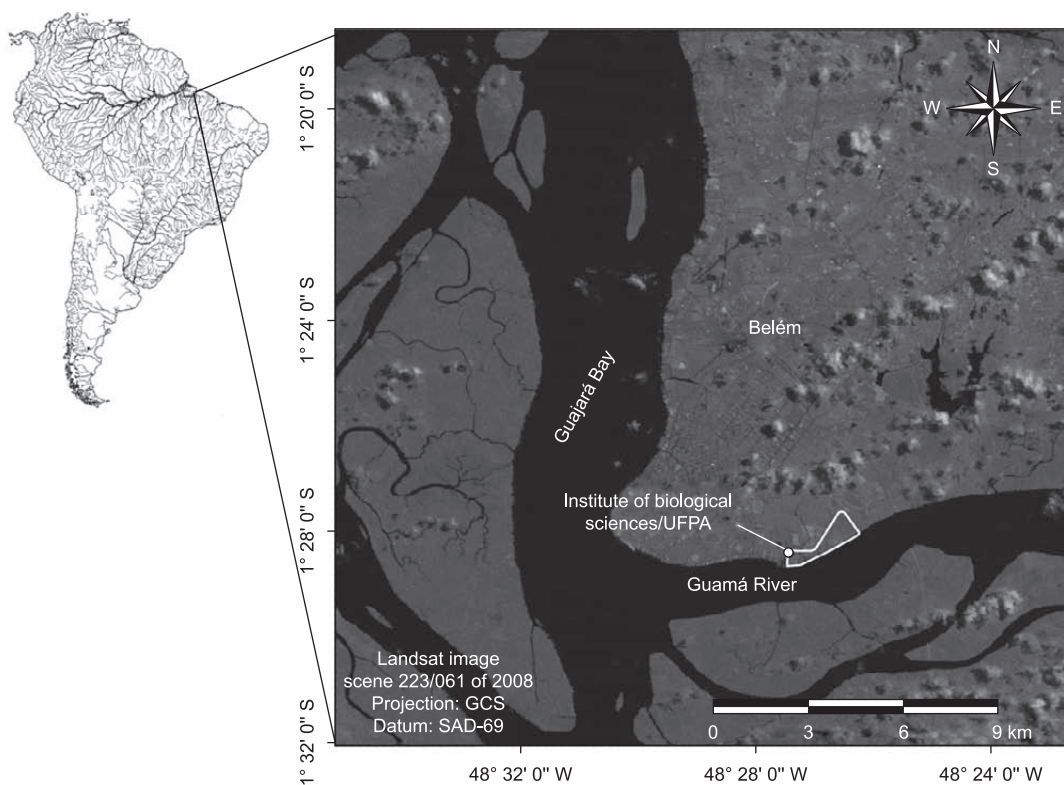 N
W E
S
1° 20' 0'' S
1° 24' 0'' S
1° 28' 0'' S
1° 32' 0'' S
Belém
Guajará Bay
Institute of biological
sciences/UFPA
Guamá River
Landsat image
scene 223/061 of 2008
Projection: GCS
Datum: SAD-69
0 3 6 9 km
48° 32' 0'' W 48° 28' 0'' W 48° 24' 0'' W